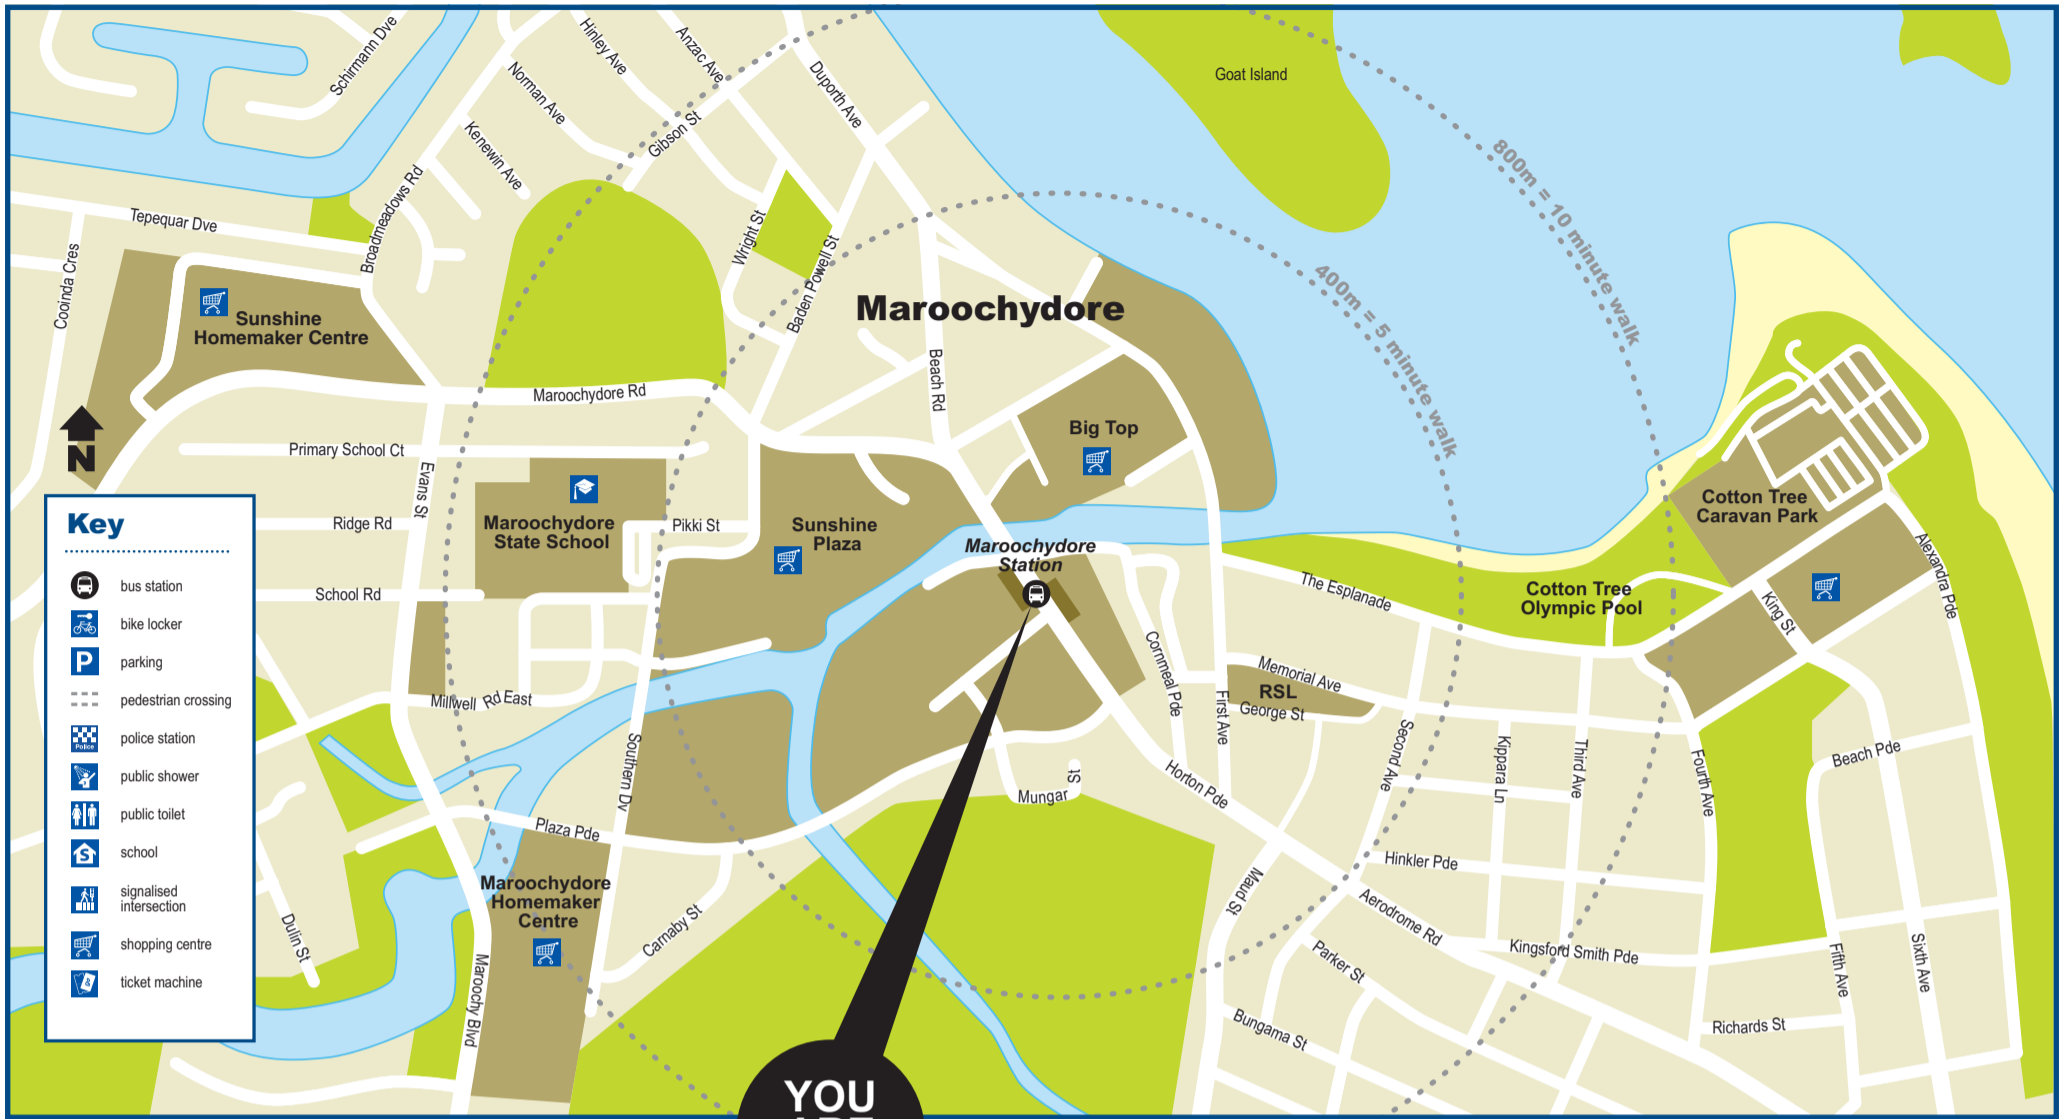 Schirmann Dve
Hinley Ave
Anzac Ave
Norman Ave
Duporth Ave
Gibson St
Kenewin Ave
Goat Island
800m = 10 minute walk
Tepequar Dve
Broadmeadows Rd
Wright St
Baden Powell St
Cooinda Cres
400m = 5 minute walk
Maroochydore
Sunshine
Homemaker Centre
Beach Rd
Maroochydore Rd
Big Top
N
Primary School Ct
Evans St
Cotton Tree
Caravan Park
Ridge Rd
Maroochydore
State School
Pikki St
Sunshine
Plaza
Maroochydore
Station
Alexandra Pde
School Rd
The Esplanade
Cotton Tree
Olympic Pool
King St
Cornmeal Pde
Memorial Ave
RSL
George St
First Ave
Millwell Rd East
Second Ave
Kippara Ln
Third Ave
Fourth Ave
Beach Pde
Southern Dv
Horton Pde
Mungar St
Plaza Pde
Hinkler Pde
Maroochydore
Homemaker
Centre
Maud St
Carnaby St
Dulin St
Aerodrome Rd
Parker St
Kingsford Smith Pde
Fifth Ave
Sixth Ave
Maroochy Blvd
Bungama St
Richards St
Key
bus station
bike locker
P
parking
pedestrian crossing
Police
police station
public shower
public toilet
S
school
signalised
intersection
shopping centre
ticket machine
YOU
ARE